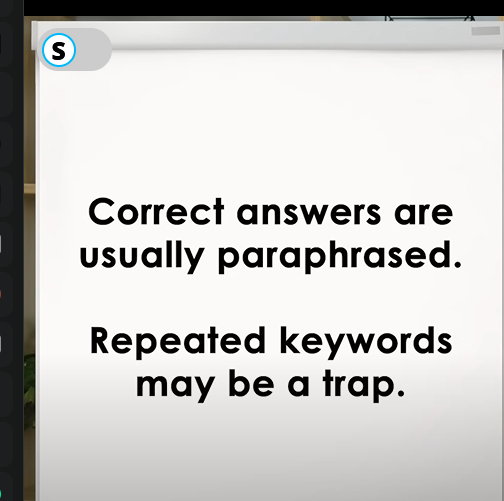 S
Correct answers are
usually paraphrased.
Repeated keywords
may be a trap.